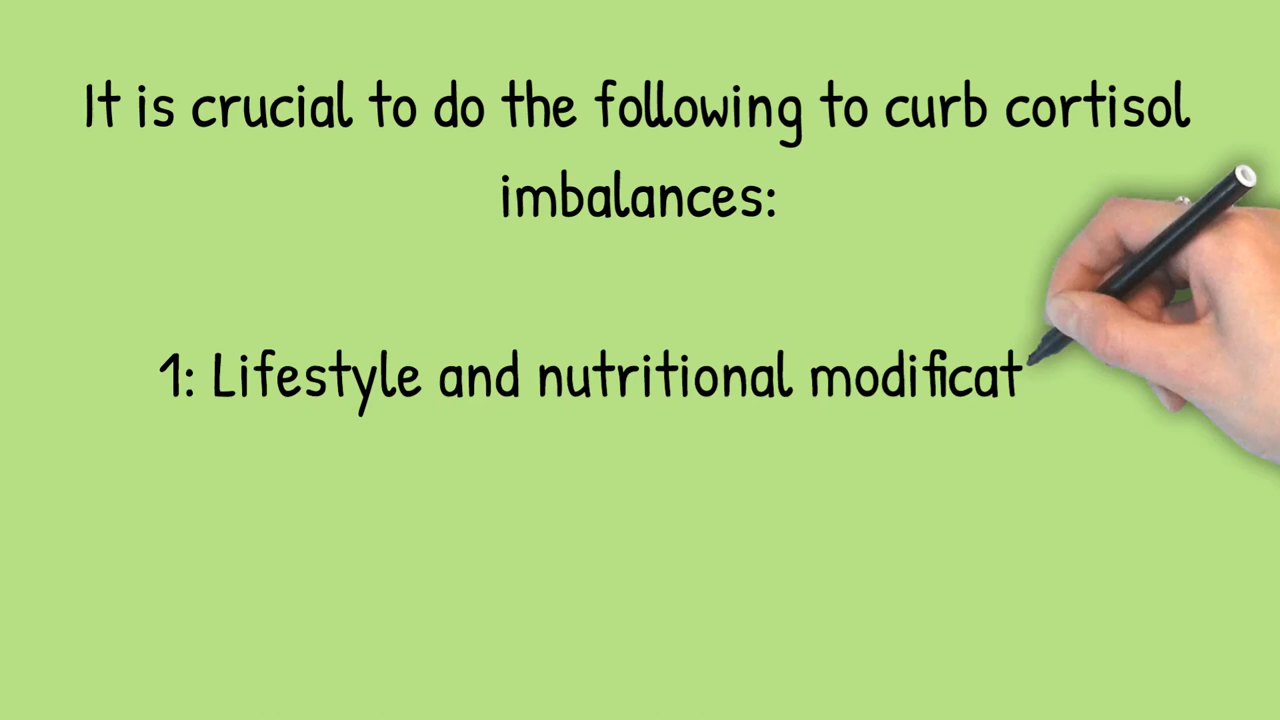 It is crucial to do the following to curb cortisol
imbalances:
1: Lifestyle and nutritional modificat